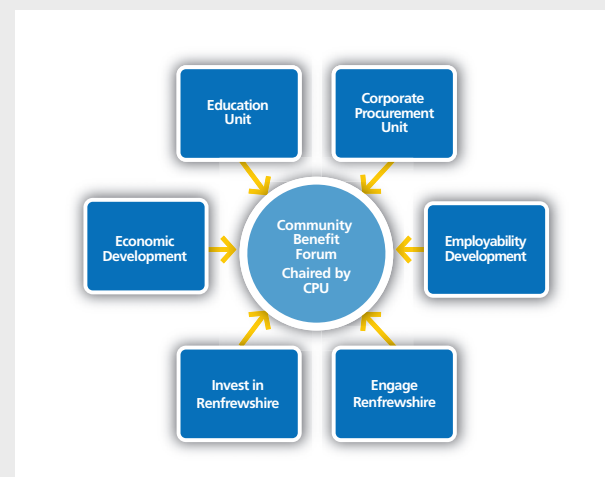 Education
Unit
Corporate
Procurement
Unit
Community
Benefit
Forum
Chaired by
CPU
Economic
Development
Employability
Development
Invest in
Renfrewshire
Engage
Renfrewshire